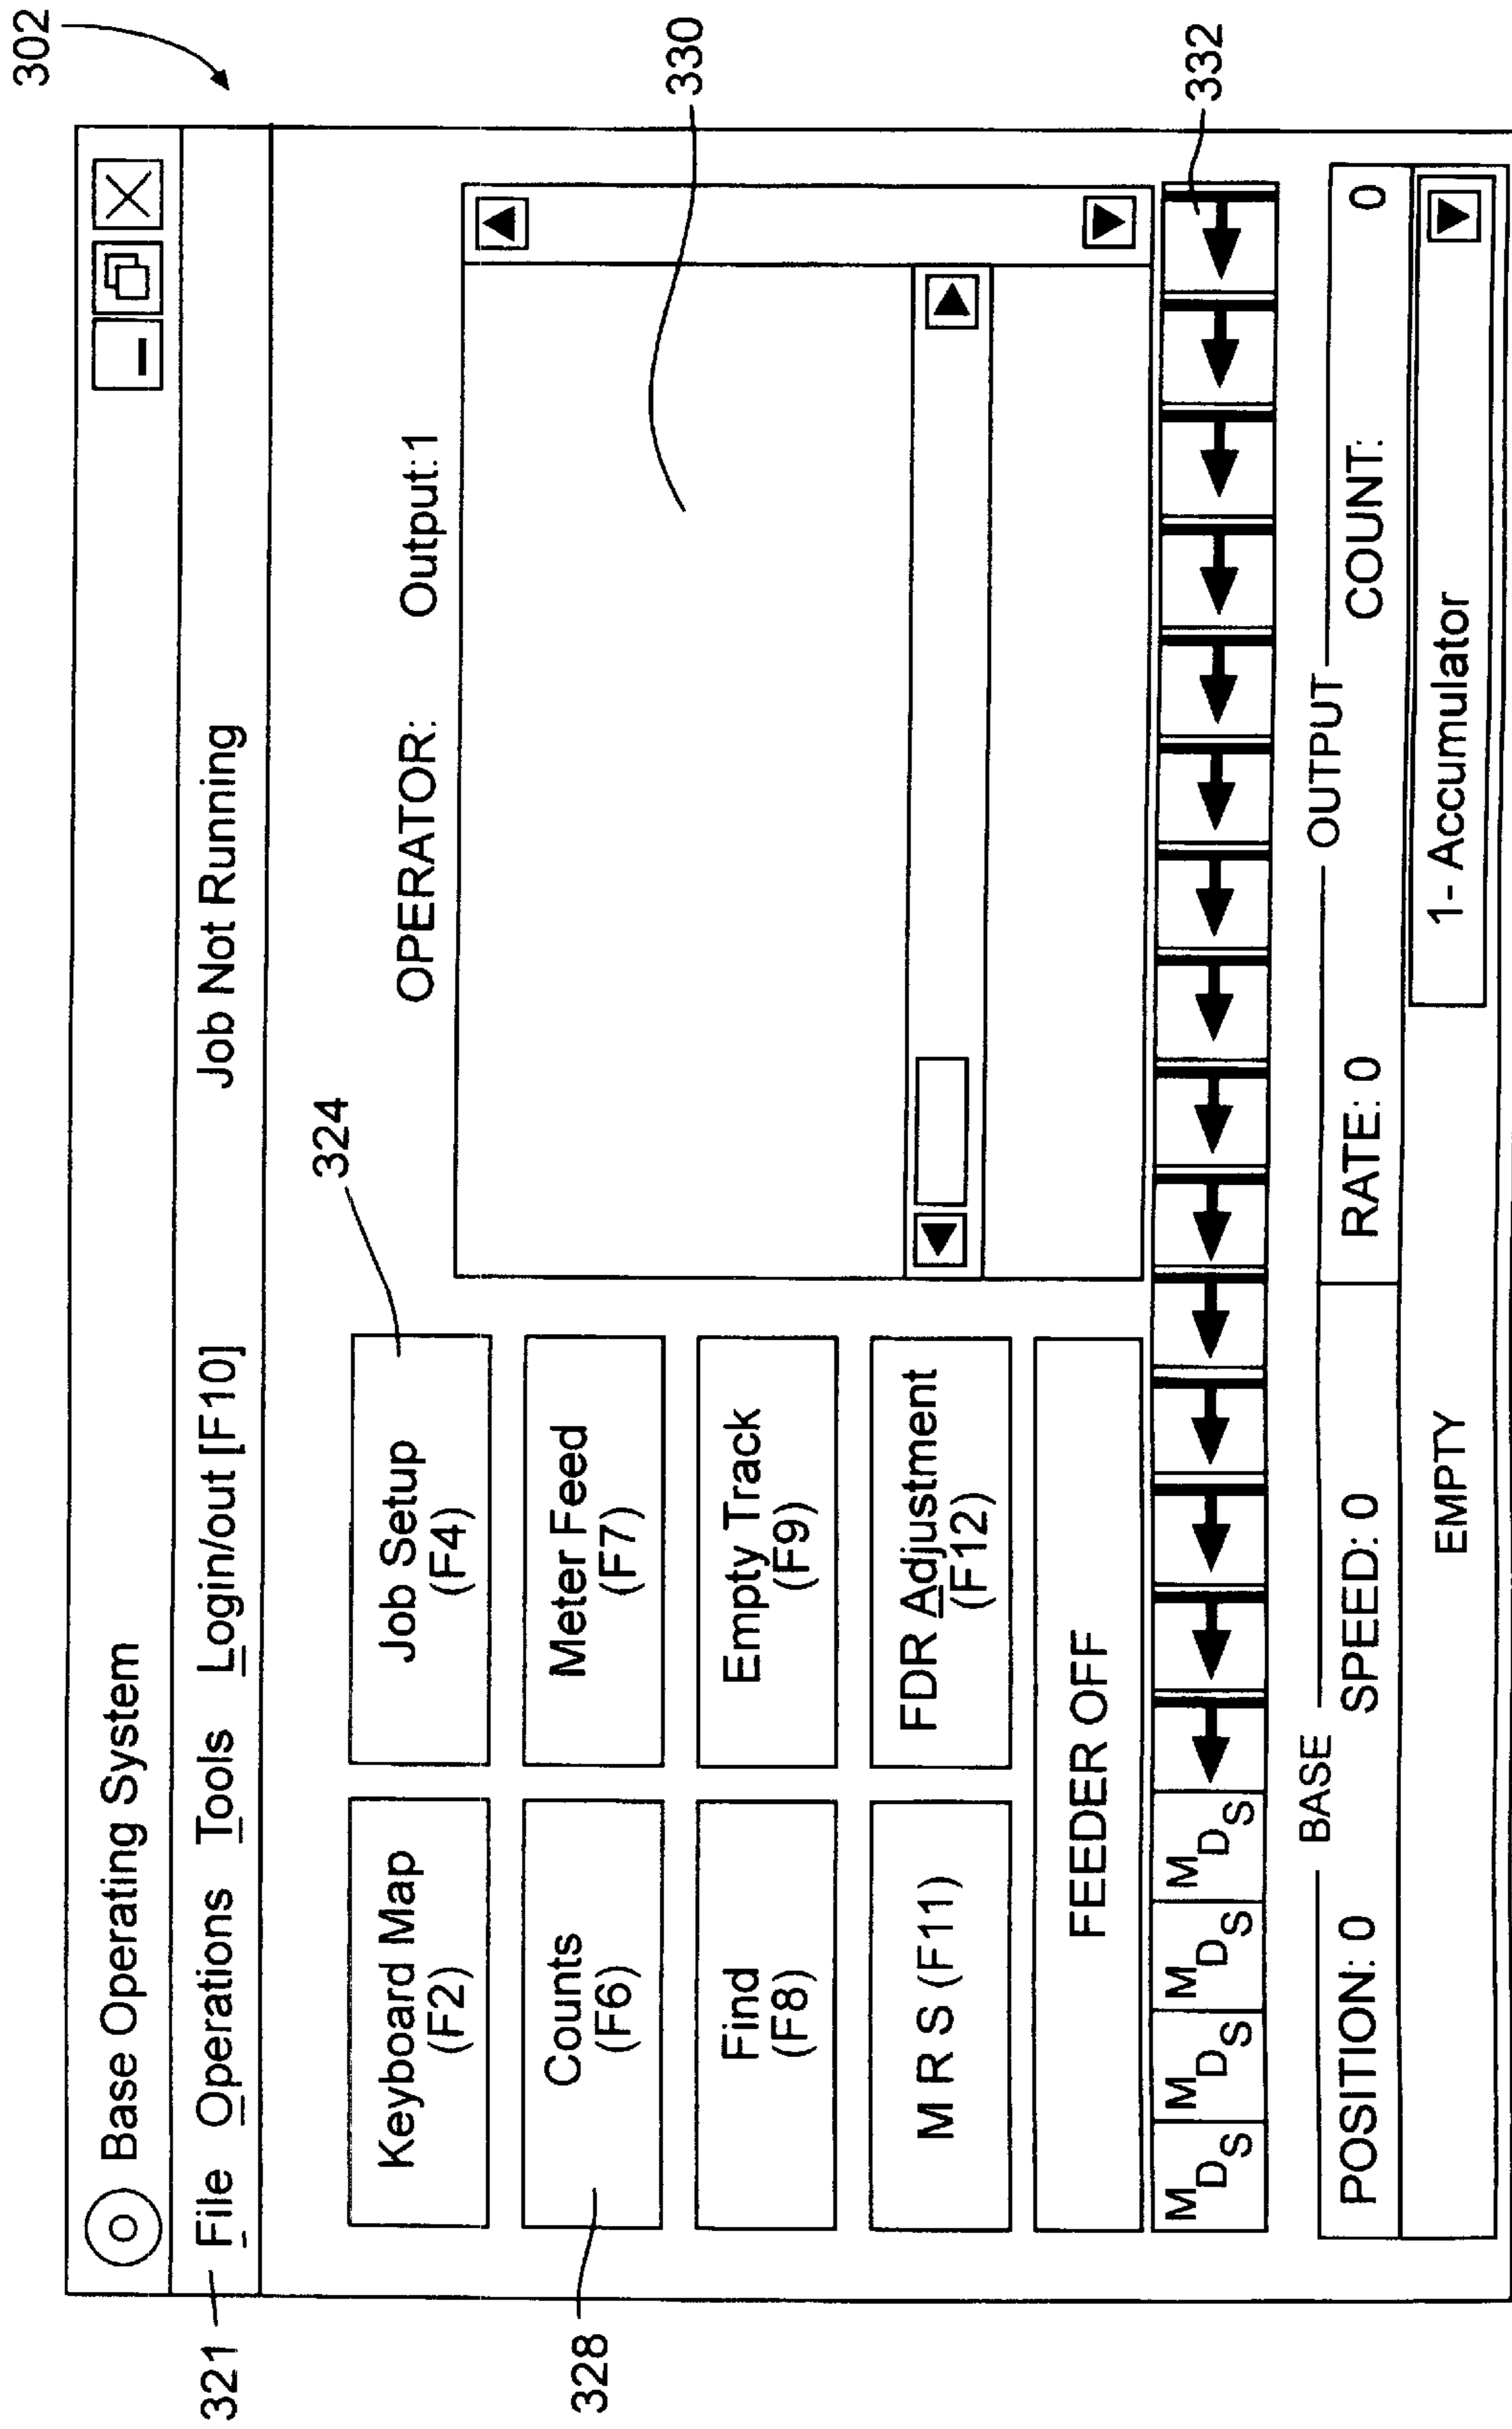 302
Base Operating System
321
File Operations Tools Login/out [F10] Job Not Running
324
OPERATOR: Output:1
Keyboard Map
(F2)
Job Setup
(F4)
330
328
Counts
(F6)
Meter Feed
(F7)
Find
(F8)
Empty Track
(F9)
M R S (F11)
FDR Adjustment
(F12)
FEEDER OFF
M D S M D S M D S M D S
332
BASE OUTPUT
POSITION: 0 SPEED: 0 RATE: 0 COUNT: 0
EMPTY 1- Accumulator